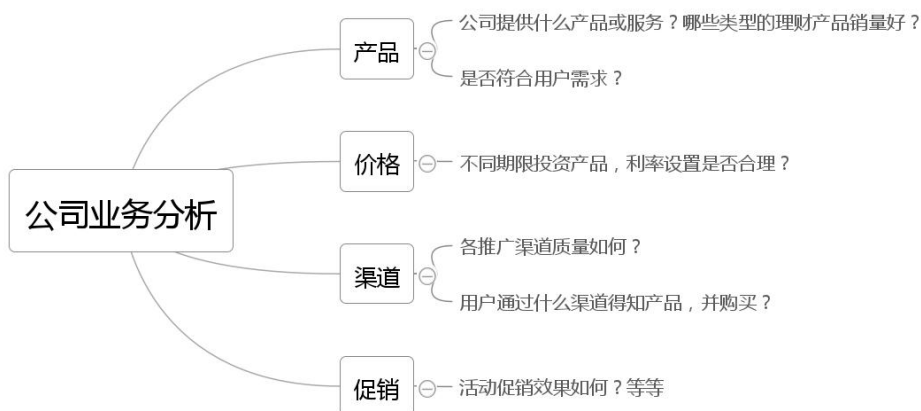 公司业务分析
产品
公司提供什么产品或服务？哪些类型的理财产品销量好？
是否符合用户需求？
价格
不同期限投资产品，利率设置是否合理？
渠道
各推广渠道质量如何？
用户通过什么渠道得知产品，并购买？
促销
活动促销效果如何？等等